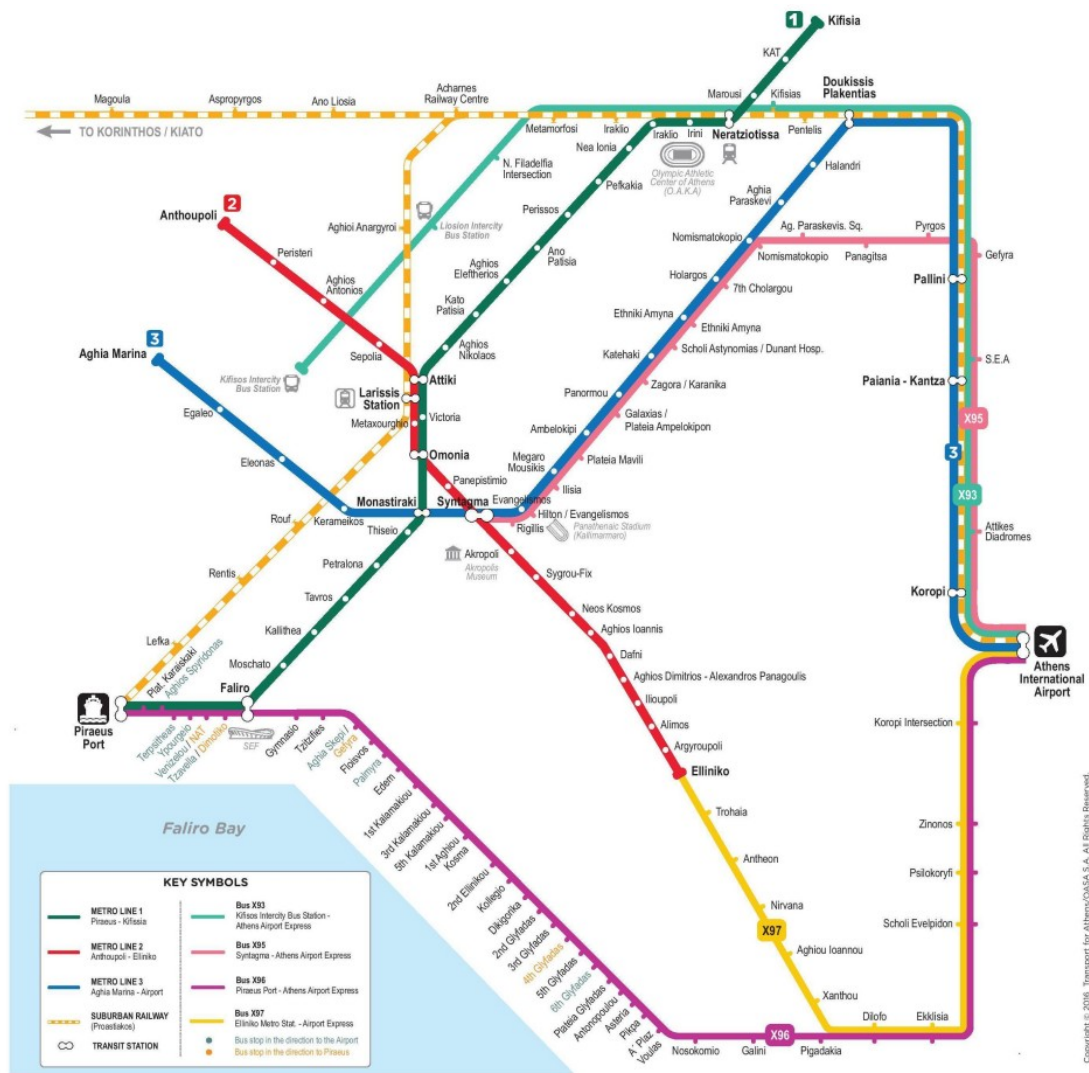 1
Kifisia
KAT
Doukissis
Plakentias
Acharnes
Railway Centre
Magoula
Aspropyrgos
Ano Liosia
Marousi
Kifisias
TO KORINTHOS / KIATO
Metamorfosi
Iraklio
Iraklio
Irini
Neratziotissa
Pentelis
Nea Ionia
Olympic Athletic
Center of Athens
(O.A.K.A)
N. Filadelfia
Intersection
Halandri
Pefkakia
Aghia
Paraskevi
2
Anthoupoli
Liosion Intercity
Bus Station
Perissos
Aghioi Anargyroi
Ag. Paraskevis. Sq.
Pyrgos
Nomismatokopio
Nomismatokopio
Panagitsa
Gefyra
Peristeri
Ano
Patisia
Aghios
Eleftherios
Holargos
7th Cholargou
Pallini
Aghios
Antonios
Kato
Patisia
Ethniki Amyna
Ethniki Amyna
3
Aghia Marina
Sepolia
Aghios
Nikolaos
Katehaki
Scholi Astynomias / Dunant Hosp.
S.E.A
Kifisos Intercity
Bus Station
Attiki
Zagora / Karanika
Paiania - Kantza
Larissis
Station
Panormou
Egaleo
Metaxourghio
Victoria
Galaxias /
Plateia Ampelokipon
X95
Ambelokipi
Eleonas
Omonia
Megaro
Mousikis
Plateia Mavili
3
Panepistimio
Ilisia
X93
Monastiraki
Syntagma
Evangelismos
Kerameikos
Hilton / Evangelismos
Rigillis
Panathenaic Stadium
(Kallimarmaro)
Rouf
Thiseio
Attikes
Diadromes
Akropoli
Akropolis
Museum
Petralona
Rentis
Sygrou-Fix
Koropi
Tavros
Neos Kosmos
Kallithea
Aghios Ioannis
Lefka
Plat. Karaiskaki
Aghios Spyridonas
Dafni
Moschato
Athens
International
Airport
Faliro
Aghios Dimitrios - Alexandros Panagoulis
Ilioupoli
Piraeus
Port
Alimos
Koropi Intersection
Terpsitheas
Ypourgeio
Venizelou / NAT
Tzavella / Dimotiko
SEF
Gymnasio
Tzitzifies
Aghia Skepi /
Gefyra
Floisvos
Palmyra
Edem
1st Kalamakiou
3rd Kalamakiou
5th Kalamakiou
1st Aghiou
Kosma
2nd Ellinikou
Kollegio
Dikigorika
2nd Glyfadas
3rd Glyfadas
4th Glyfadas
5th Glyfadas
6th Glyfadas
Plateia Glyfadas
Antonopoulou
Asteria
Pikpa
A' Plaz
Voulas
Argyroupoli
Elliniko
Trohaia
Zinonos
Antheon
Psilokoryfi
Nirvana
Scholi Evelpidon
X97
Aghiou Ioannou
Xanthou
Dilofo
Ekklisia
X96
Nosokomio
Galini
Pigadakia
Faliro Bay
KEY SYMBOLS
METRO LINE 1
Piraeus - Kifissia
METRO LINE 2
Anthoupoli - Elliniko
METRO LINE 3
Aghia Marina - Airport
SUBURBAN RAILWAY
(Proastiakos)
TRANSIT STATION
Bus X93
Kifisos Intercity Bus Station -
Athens Airport Express
Bus X95
Syntagma - Athens Airport Express
Bus X96
Piraeus Port - Athens Airport Express
Bus X97
Elliniko Metro Stat. - Airport Express
Bus stop in the direction to the Airport
Bus stop in the direction to Piraeus
Copyright © 2016, Transport for Athens/OASA S.A. All Rights Reserved.